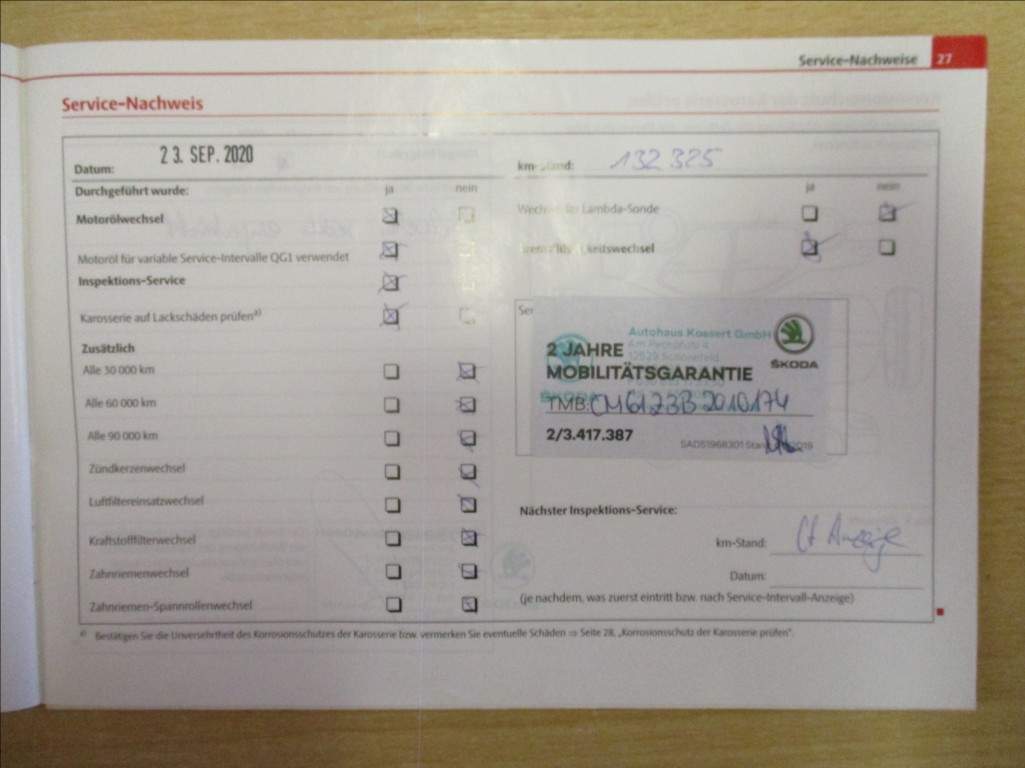 Service-Nachweise 27
Service-Nachweis
Datum: 23. SEP. 2020
km-Stand: 132 325
Durchgeführt wurde: ja nein
ja nein
Motorölwechsel
Motoröl für variable Service-Intervalle QG1 verwendet
Inspektions-Service
Karosserie auf Lackschäden prüfen a)
Zusätzlich
Alle 30 000 km
Alle 60 000 km
Alle 90 000 km
Zündkerzenwechsel
Luftfiltereinsatzwechsel
Kraftstofffilterwechsel
Zahnriemenwechsel
Zahnriemen-Spannrollenwechsel
Lambda-Sonde
Autohaus Kossert GmbH
2 JAHRE
MOBILITÄTSGARANTIE
ŠKODA
TMB:
2/3.417.387
Nächster Inspektions-Service:
km-Stand: Anzeige
Datum:
(je nachdem, was zuerst eintritt bzw. nach Service-Intervall-Anzeige)
a) Bestätigen Sie die Unversehrtheit des Korrosionsschutzes der Karosserie bzw. vermerken Sie eventuelle Schäden ⇒ Seite 28, „Korrosionsschutz der Karosserie prüfen".